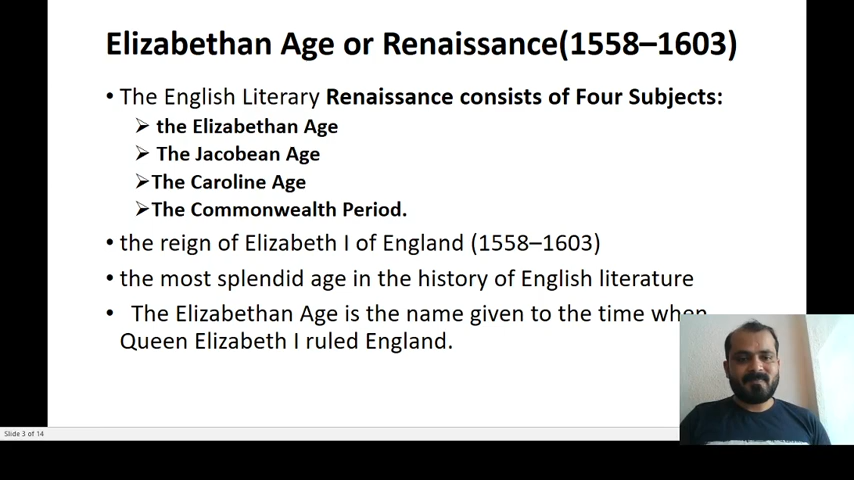 Elizabethan Age or Renaissance(1558–1603)
• The English Literary Renaissance consists of Four Subjects:
➢ the Elizabethan Age
➢ The Jacobean Age
➢The Caroline Age
➢The Commonwealth Period.
• the reign of Elizabeth I of England (1558–1603)
• the most splendid age in the history of English literature
• The Elizabethan Age is the name given to the time when
Queen Elizabeth I ruled England.
Slide 3 of 14